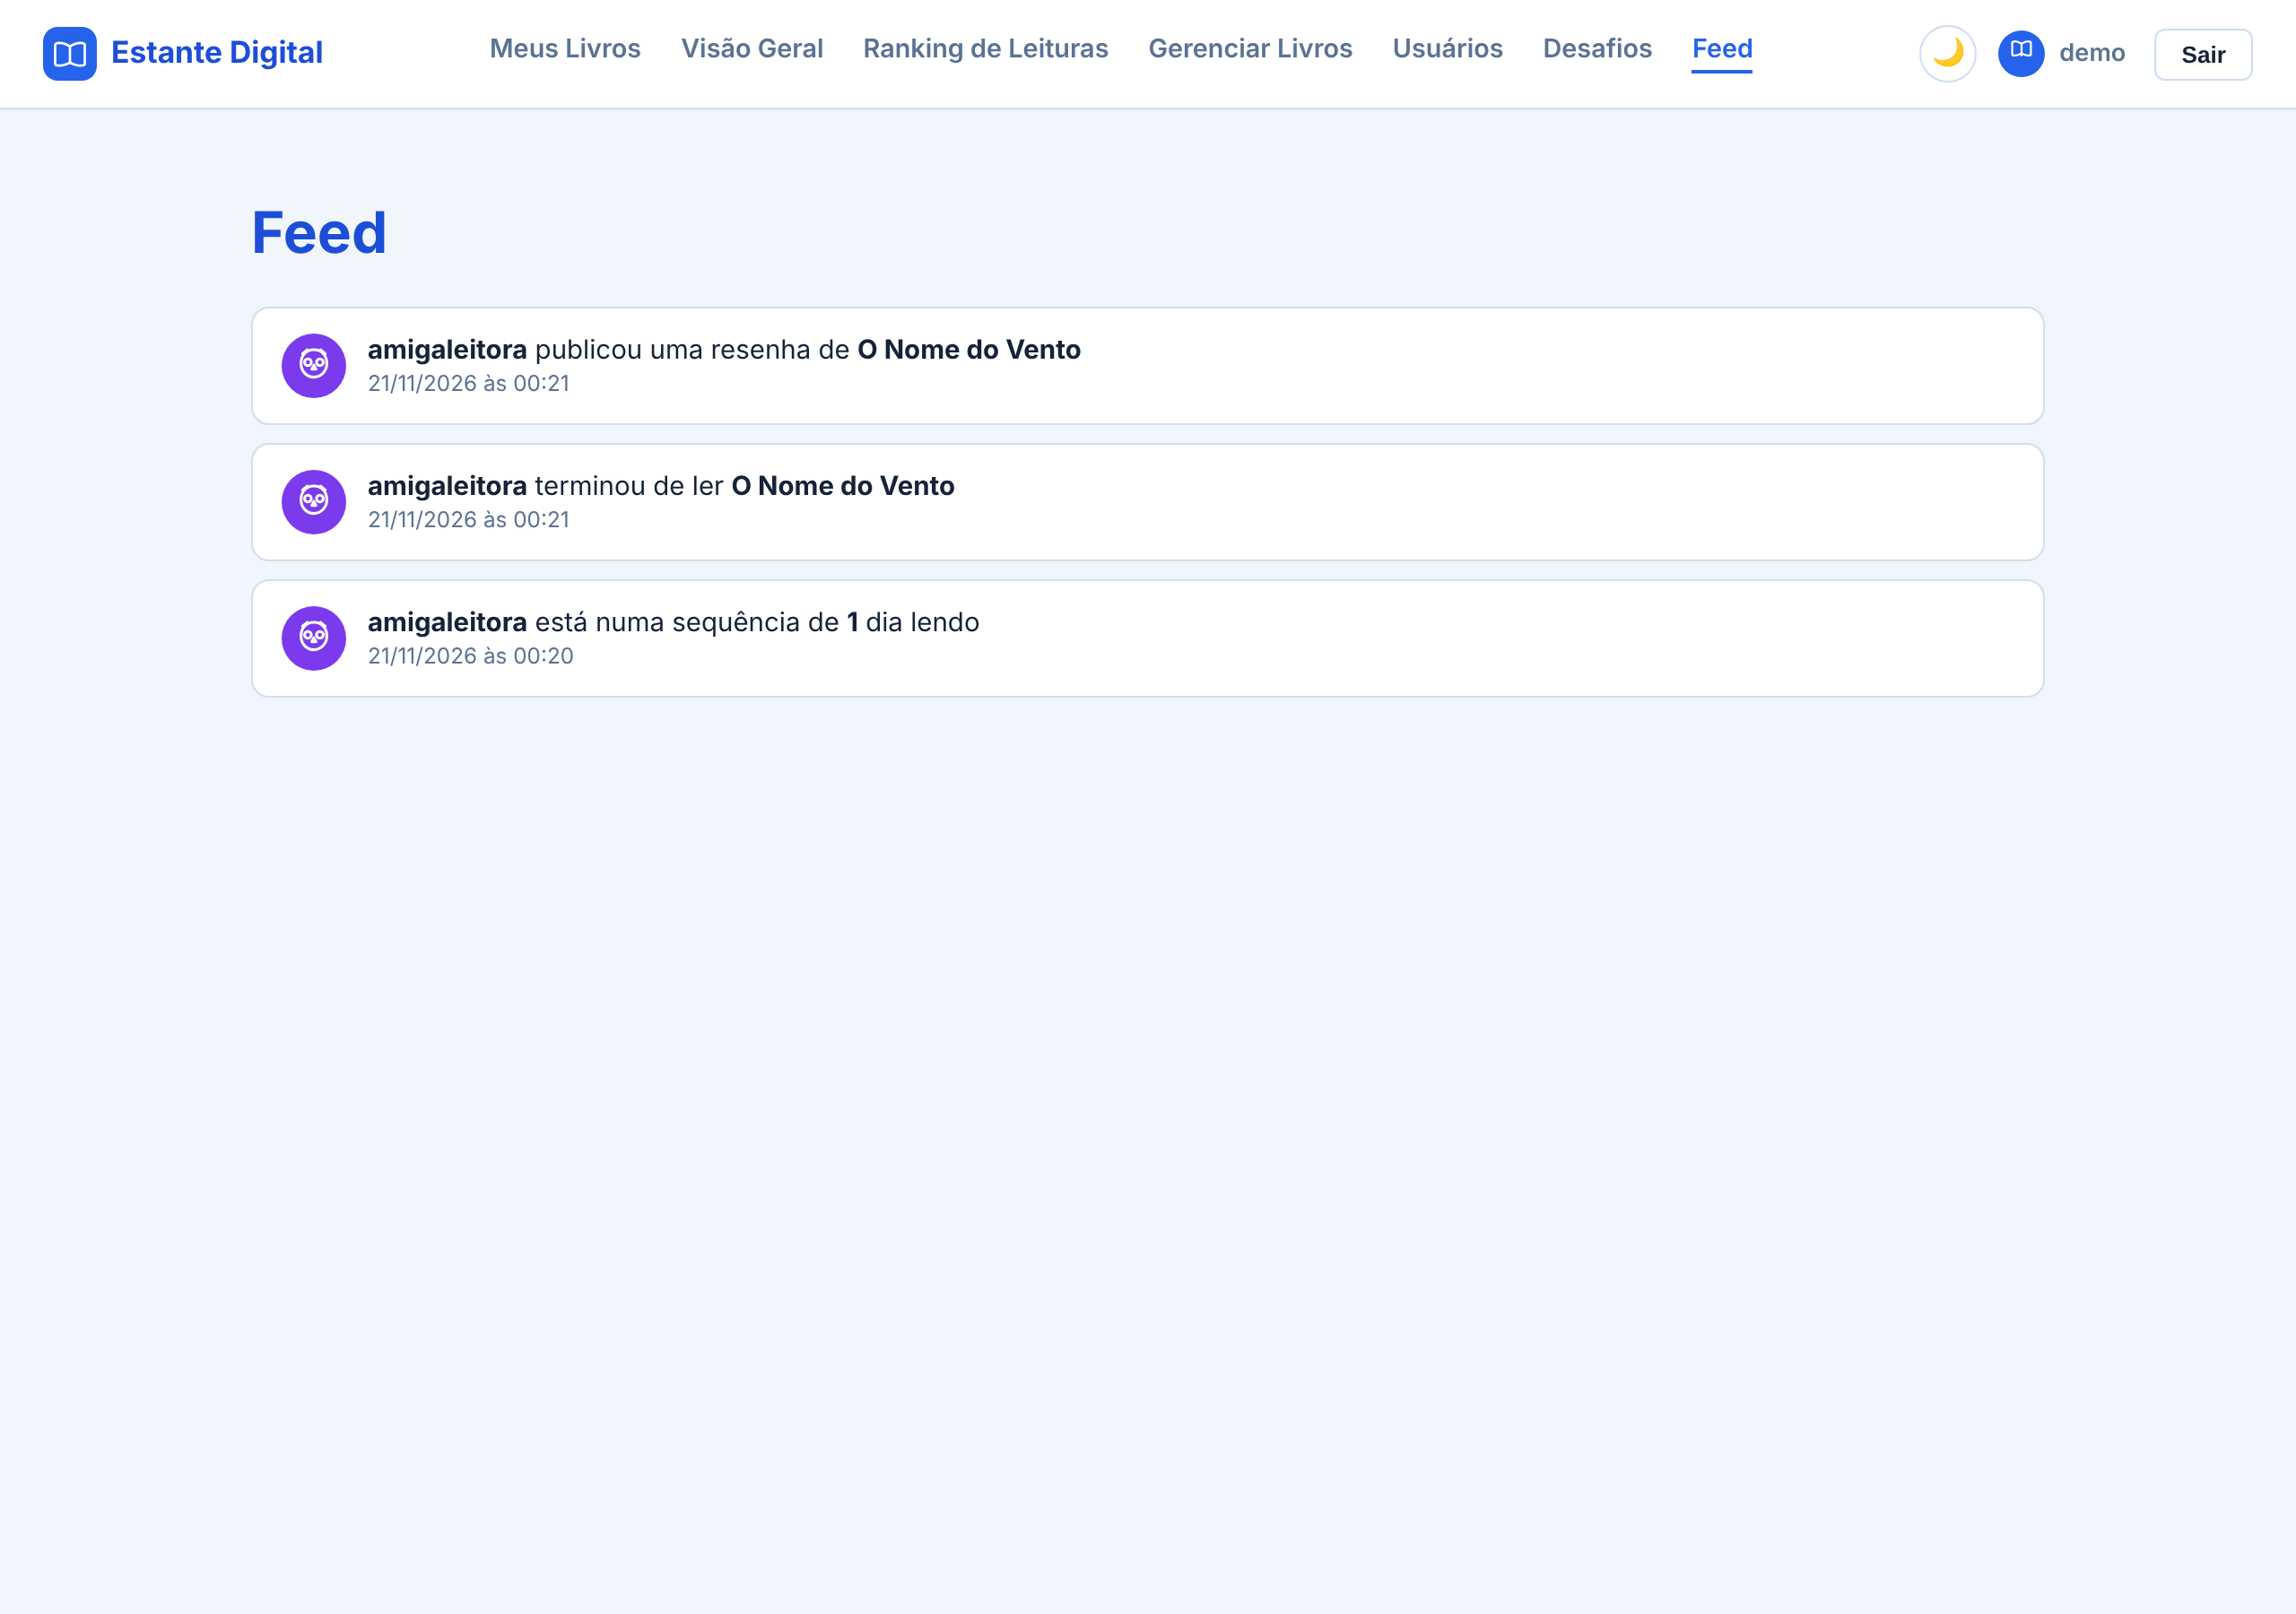 Estante Digital
Meus Livros Visão Geral Ranking de Leituras Gerenciar Livros Usuários Desafios Feed
demo
Sair
Feed
amigaleitora publicou uma resenha de O Nome do Vento
21/11/2026 às 00:21
amigaleitora terminou de ler O Nome do Vento
21/11/2026 às 00:21
amigaleitora está numa sequência de 1 dia lendo
21/11/2026 às 00:20